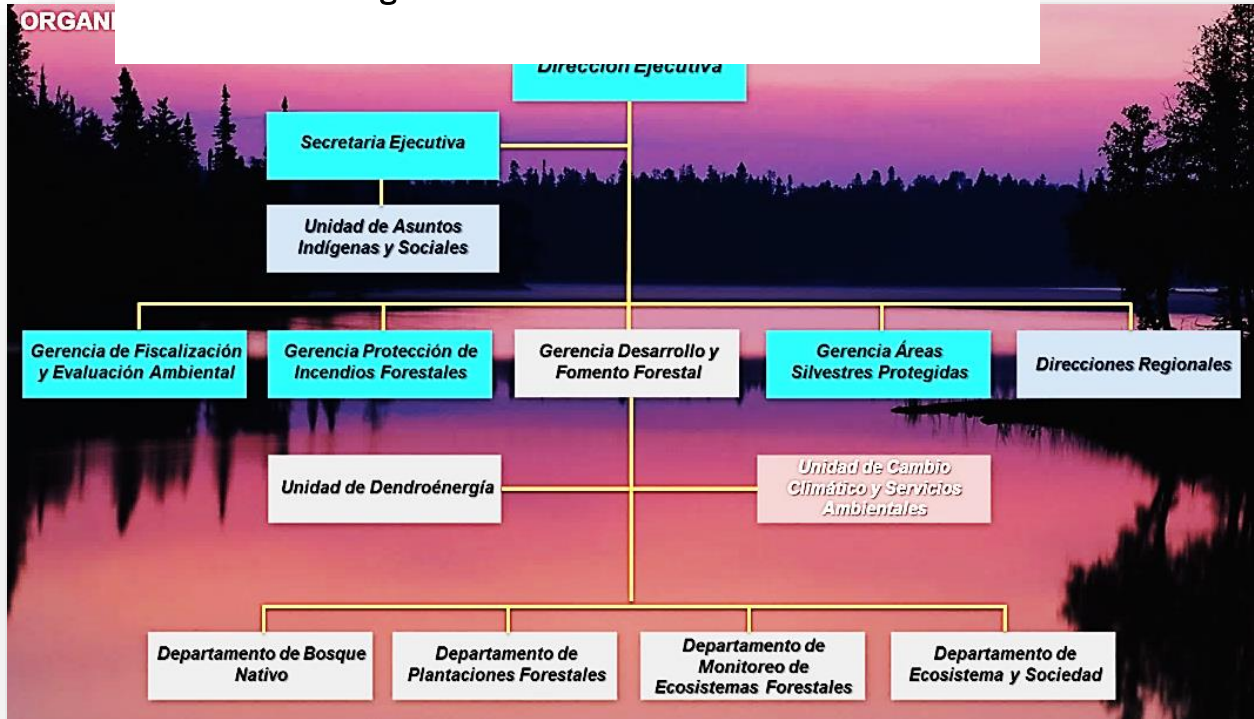 ORGANI
Dirección Ejecutiva
Secretaria Ejecutiva
Unidad de Asuntos
Indígenas y Sociales
Gerencia de Fiscalización
y Evaluación Ambiental
Gerencia Protección de
Incendios Forestales
Gerencia Desarrollo y
Fomento Forestal
Gerencia Áreas
Silvestres Protegidas
Direcciones Regionales
Unidad de Dendroénergía
Unidad de Cambio
Climático y Servicios
Ambientales
Departamento de Bosque
Nativo
Departamento de
Plantaciones Forestales
Departamento de
Monitoreo de
Ecosistemas Forestales
Departamento de
Ecosistema y Sociedad